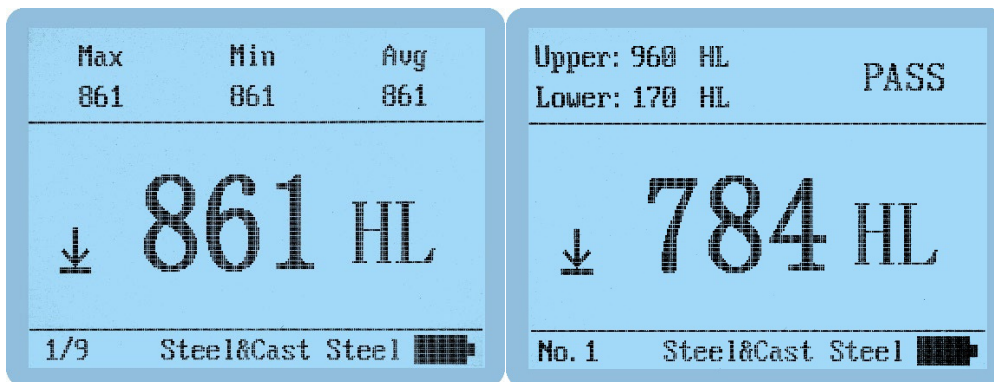 Max Min Avg
861 861 861
861 HL
1/9 Steel&Cast Steel
Upper: 960 HL
Lower: 170 HL
PASS
784 HL
No.1 Steel&Cast Steel